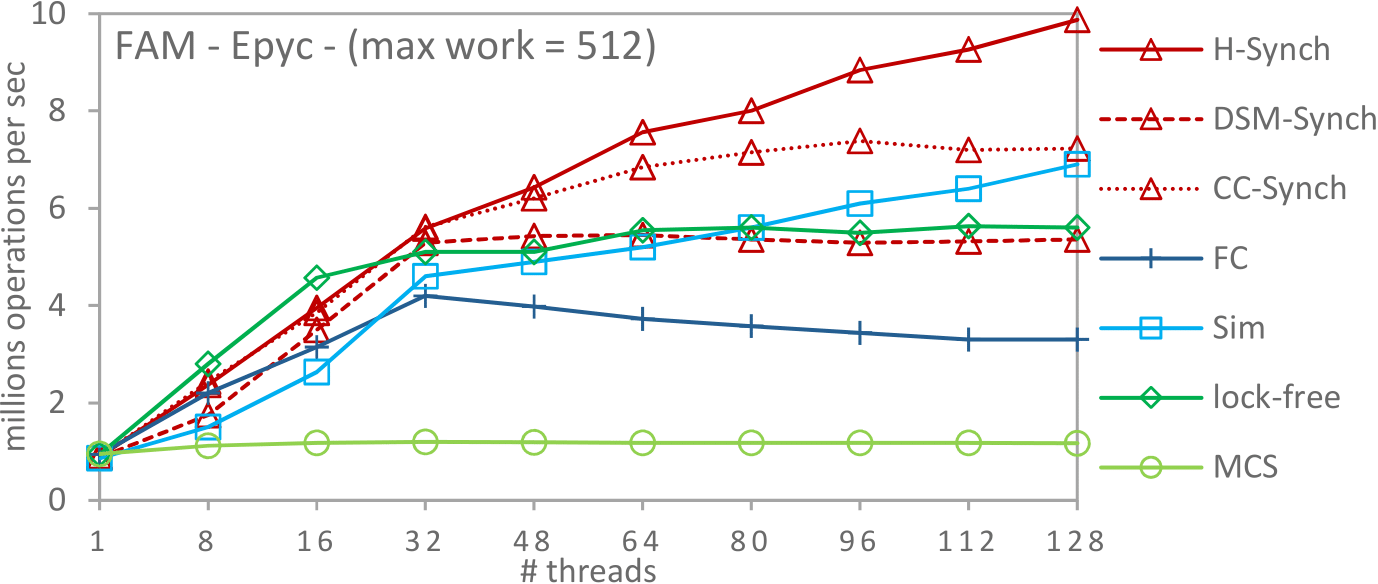 FAM - Epyc - (max work = 512)
millions operations per sec
10
8
6
4
2
0
1 8 16 32 48 64 80 96 112 128
# threads
H-Synch
DSM-Synch
CC-Synch
FC
Sim
lock-free
MCS